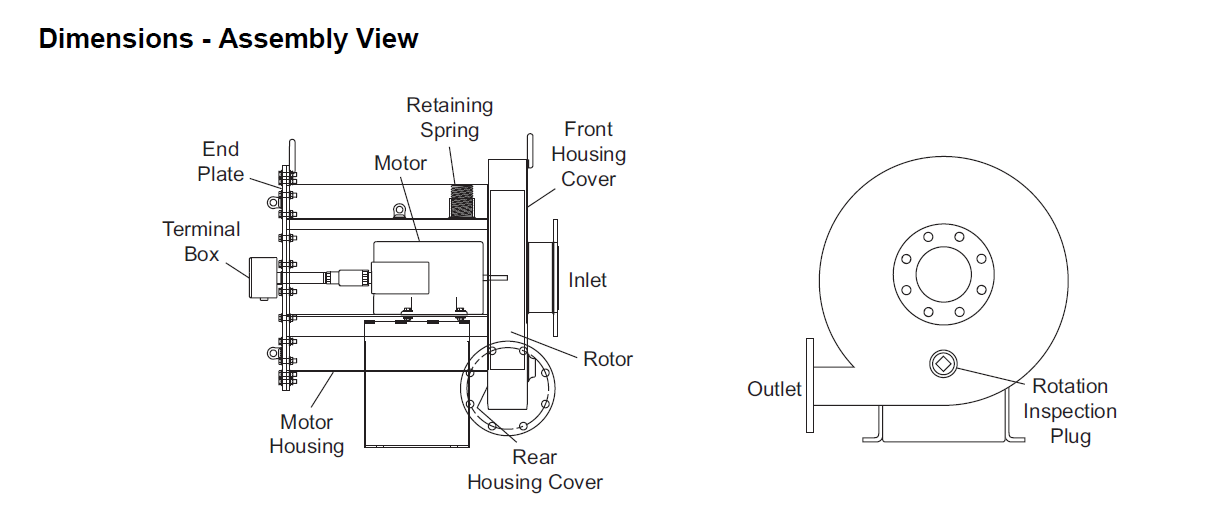 Dimensions - Assembly View
Retaining
Spring
Front
Housing
Cover
End
Plate
Motor
Terminal
Box
Inlet
Rotor
Motor
Housing
Rear
Housing Cover
Outlet
Rotation
Inspection
Plug